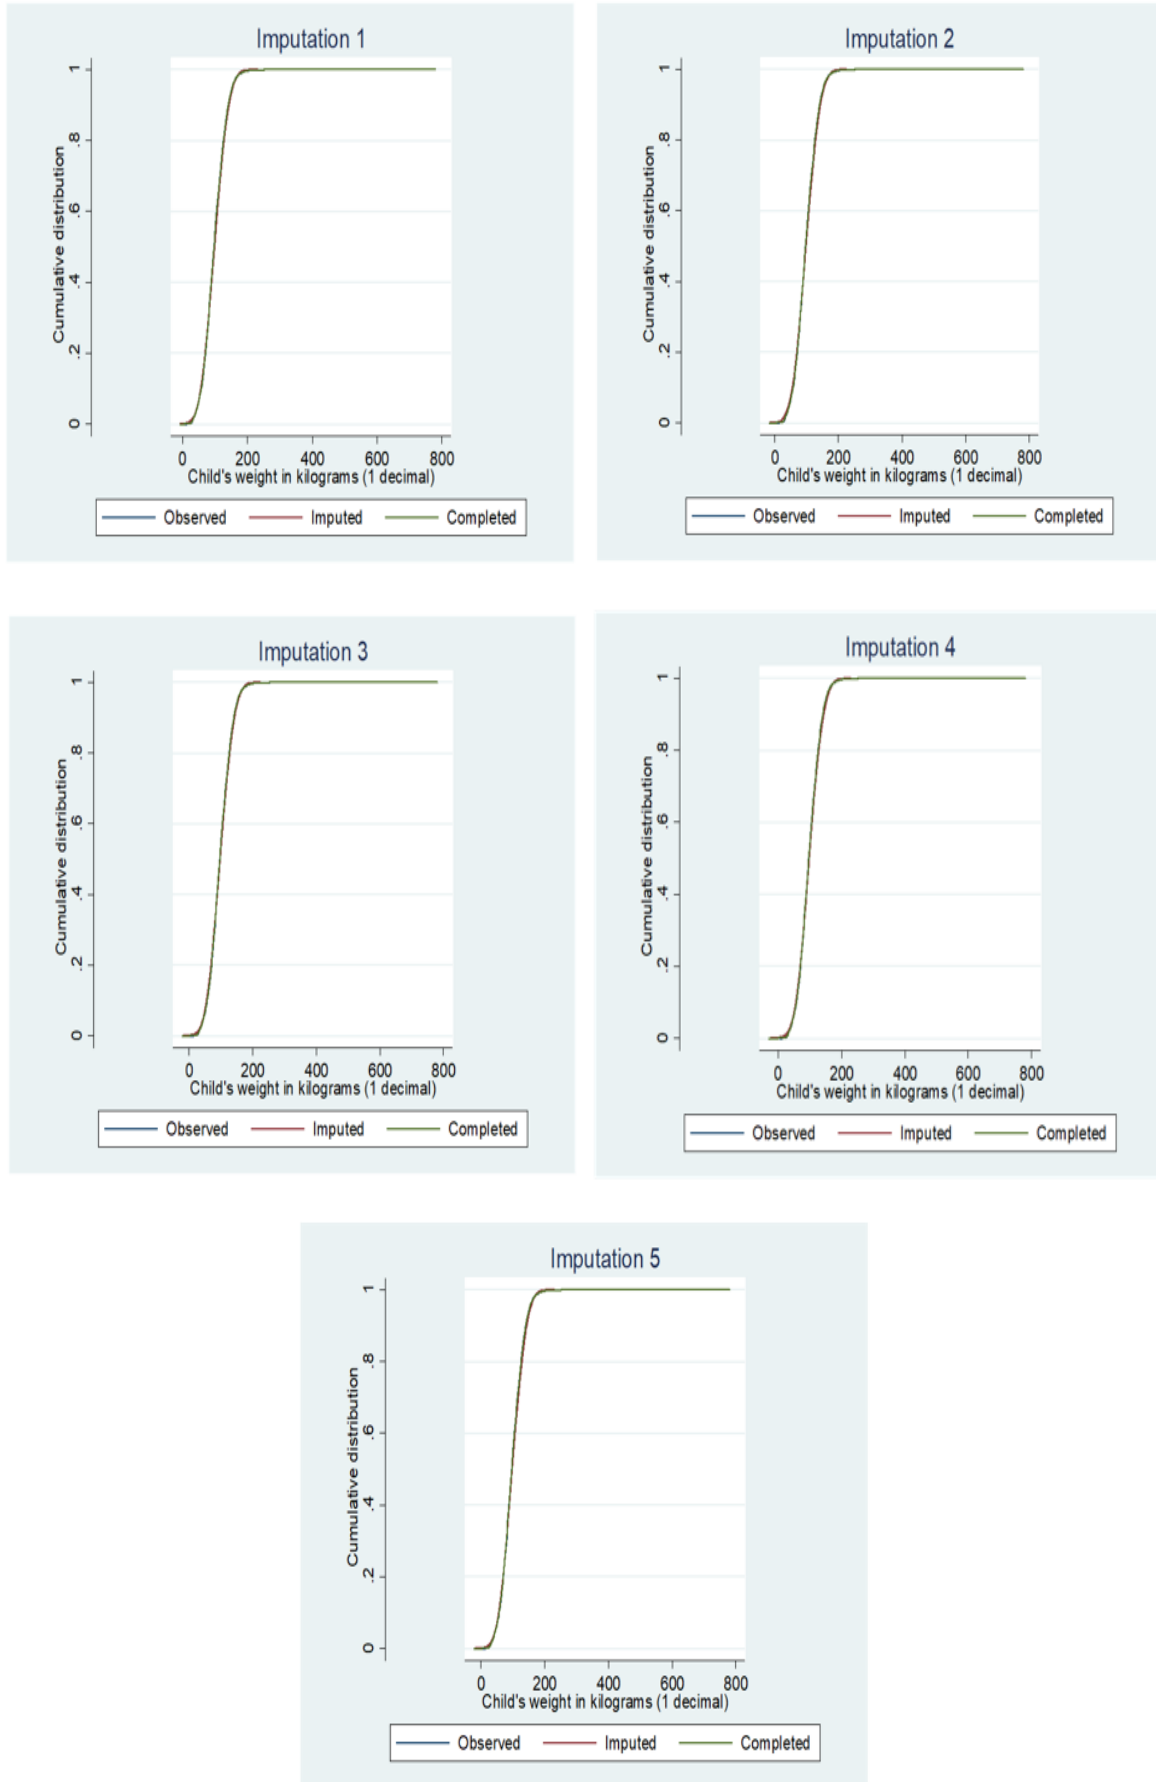 Imputation 1
Cumulative distribution
1
.8
.6
.4
.2
0
0 200 400 600 800
Child's weight in kilograms (1 decimal)
Observed Imputed Completed
Imputation 2
Cumulative distribution
1
.8
.6
.4
.2
0
0 200 400 600 800
Child's weight in kilograms (1 decimal)
Observed Imputed Completed
Imputation 3
Cumulative distribution
1
.8
.6
.4
.2
0
0 200 400 600 800
Child's weight in kilograms (1 decimal)
Observed Imputed Completed
Imputation 4
Cumulative distribution
1
.8
.6
.4
.2
0
0 200 400 600 800
Child's weight in kilograms (1 decimal)
Observed Imputed Completed
Imputation 5
Cumulative distribution
1
.8
.6
.4
.2
0
0 200 400 600 800
Child's weight in kilograms (1 decimal)
Observed Imputed Completed